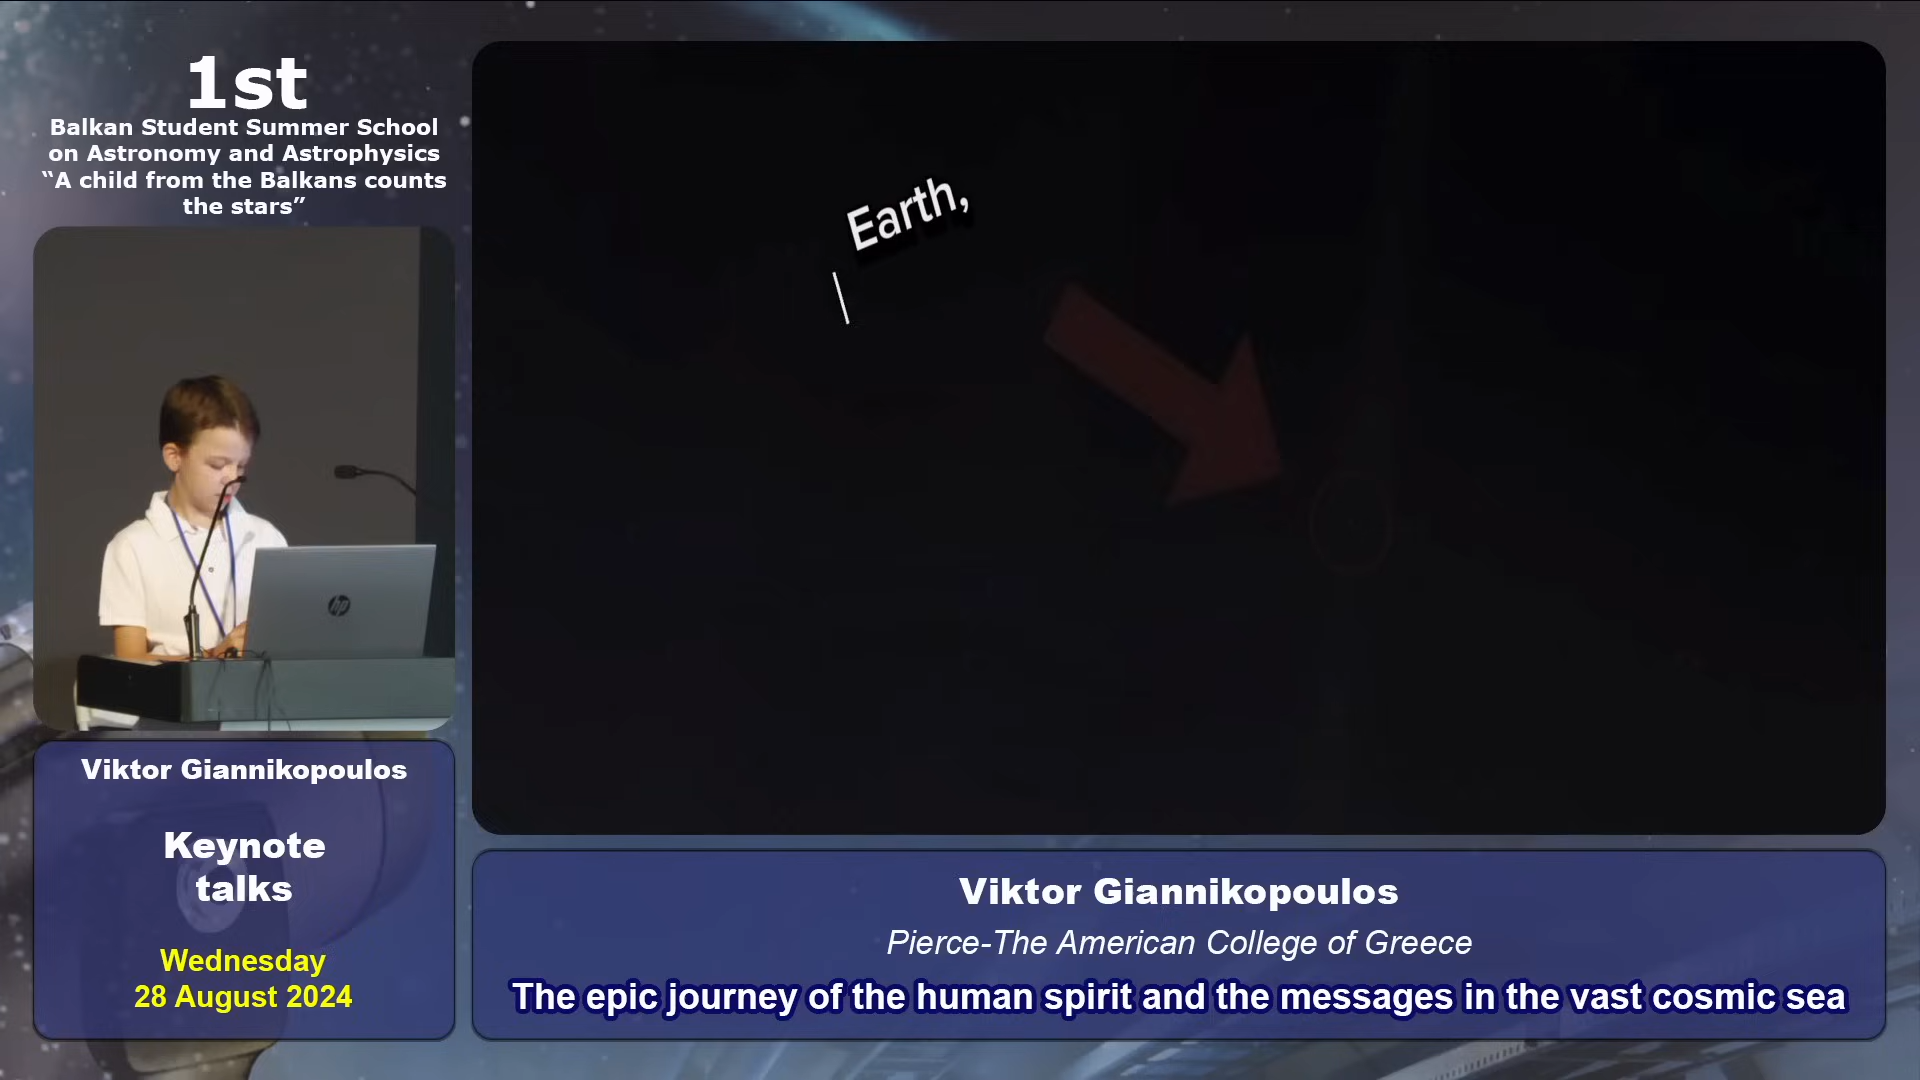 1st
Balkan Student Summer School
on Astronomy and Astrophysics
“A child from the Balkans counts
the stars”
Earth,
hp
Viktor Giannikopoulos
Keynote
talks
Wednesday
28 August 2024
Viktor Giannikopoulos
Pierce-The American College of Greece
The epic journey of the human spirit and the messages in the vast cosmic sea